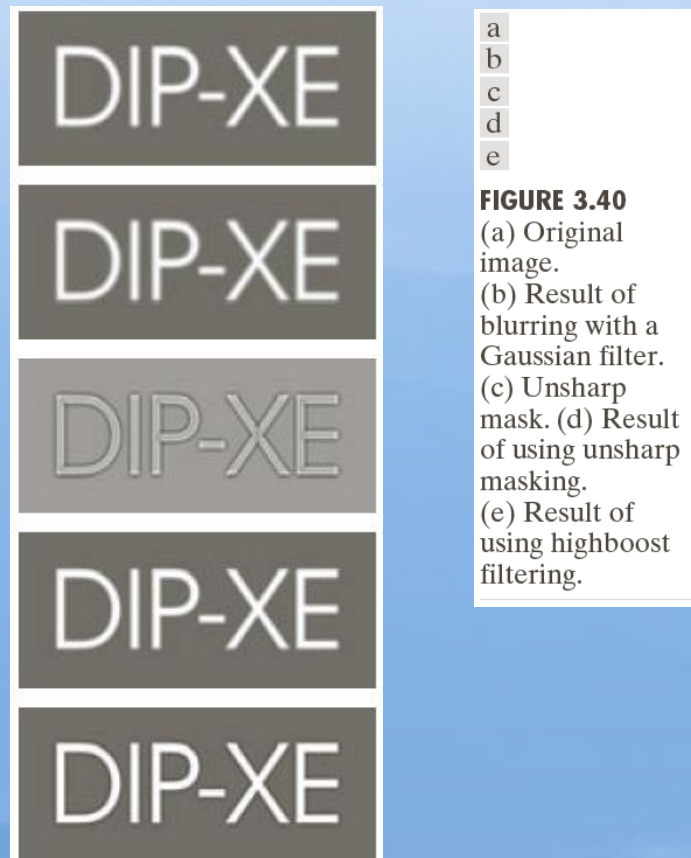 DIP-XE
DIP-XE
DIP-XE
DIP-XE
DIP-XE
a
b
c
d
e
FIGURE 3.40
(a) Original
image.
(b) Result of
blurring with a
Gaussian filter.
(c) Unsharp
mask. (d) Result
of using unsharp
masking.
(e) Result of
using highboost
filtering.